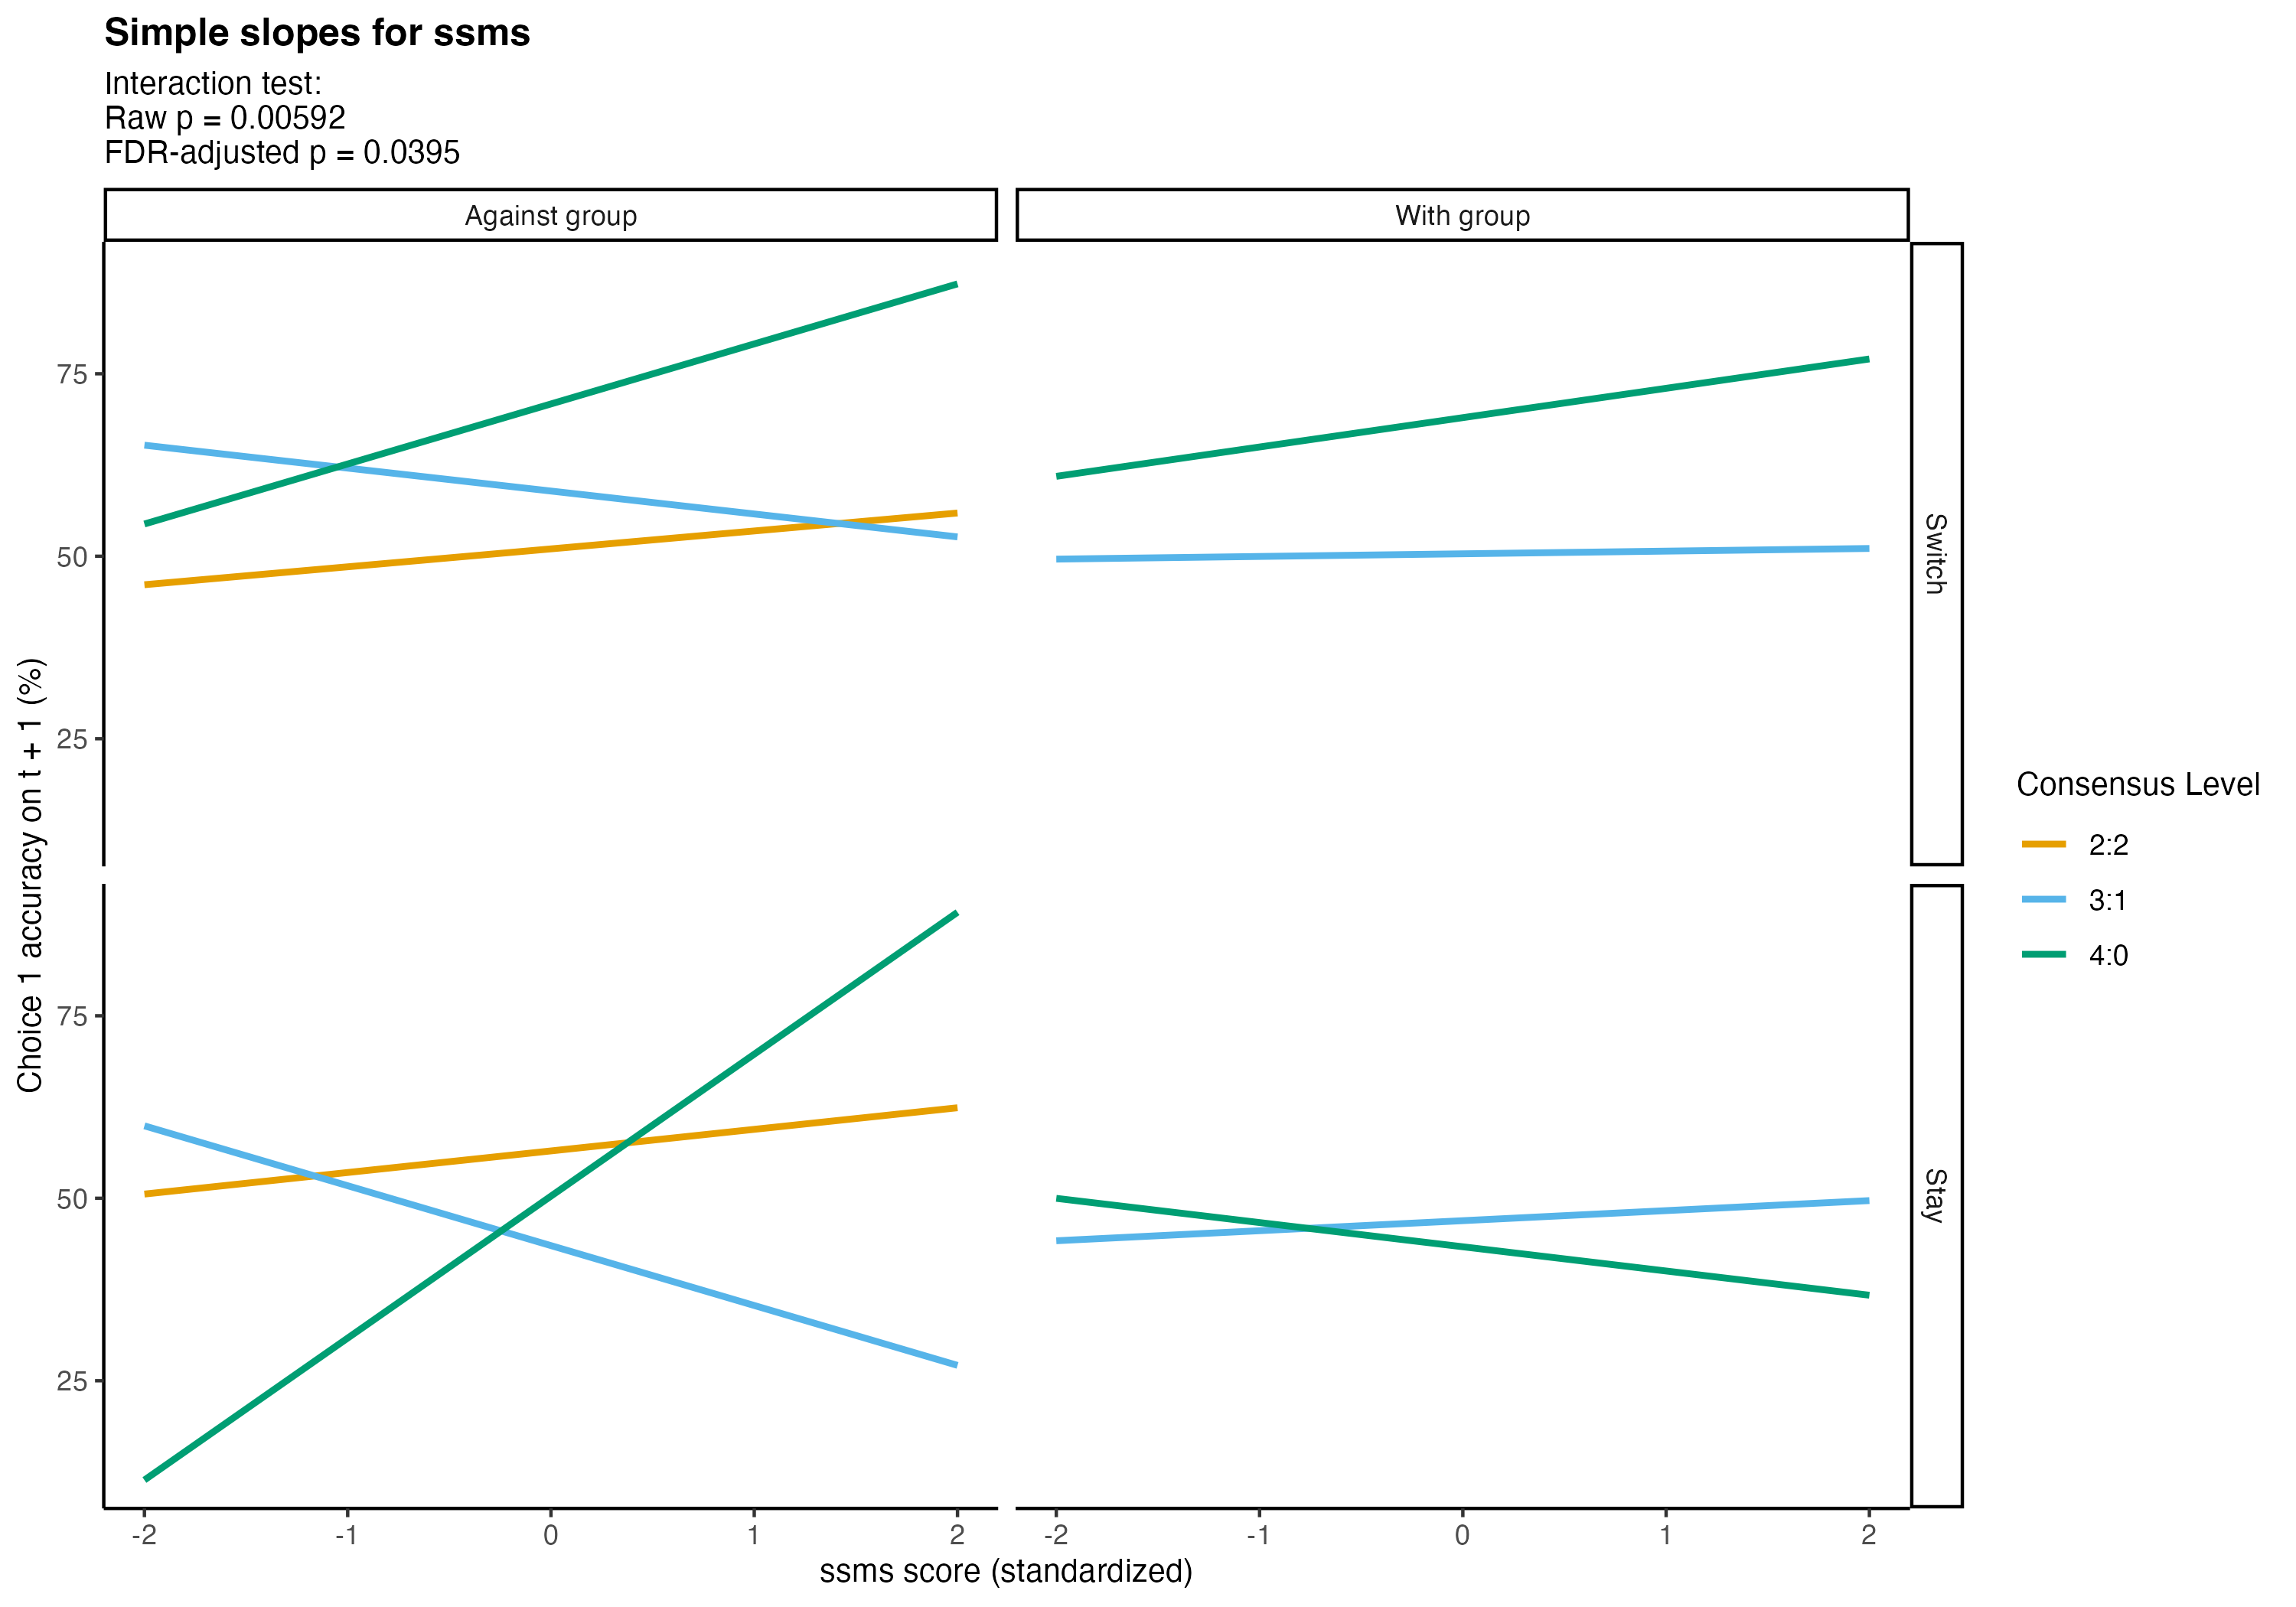 Simple slopes for ssms
Interaction test:
Raw p = 0.00592
FDR-adjusted p = 0.0395
Against group
With group
75
50
25
Switch
75
50
25
Stay
Choice 1 accuracy on t + 1 (%)
-2 -1 0 1 2
-2 -1 0 1 2
ssms score (standardized)
Consensus Level
2:2
3:1
4:0